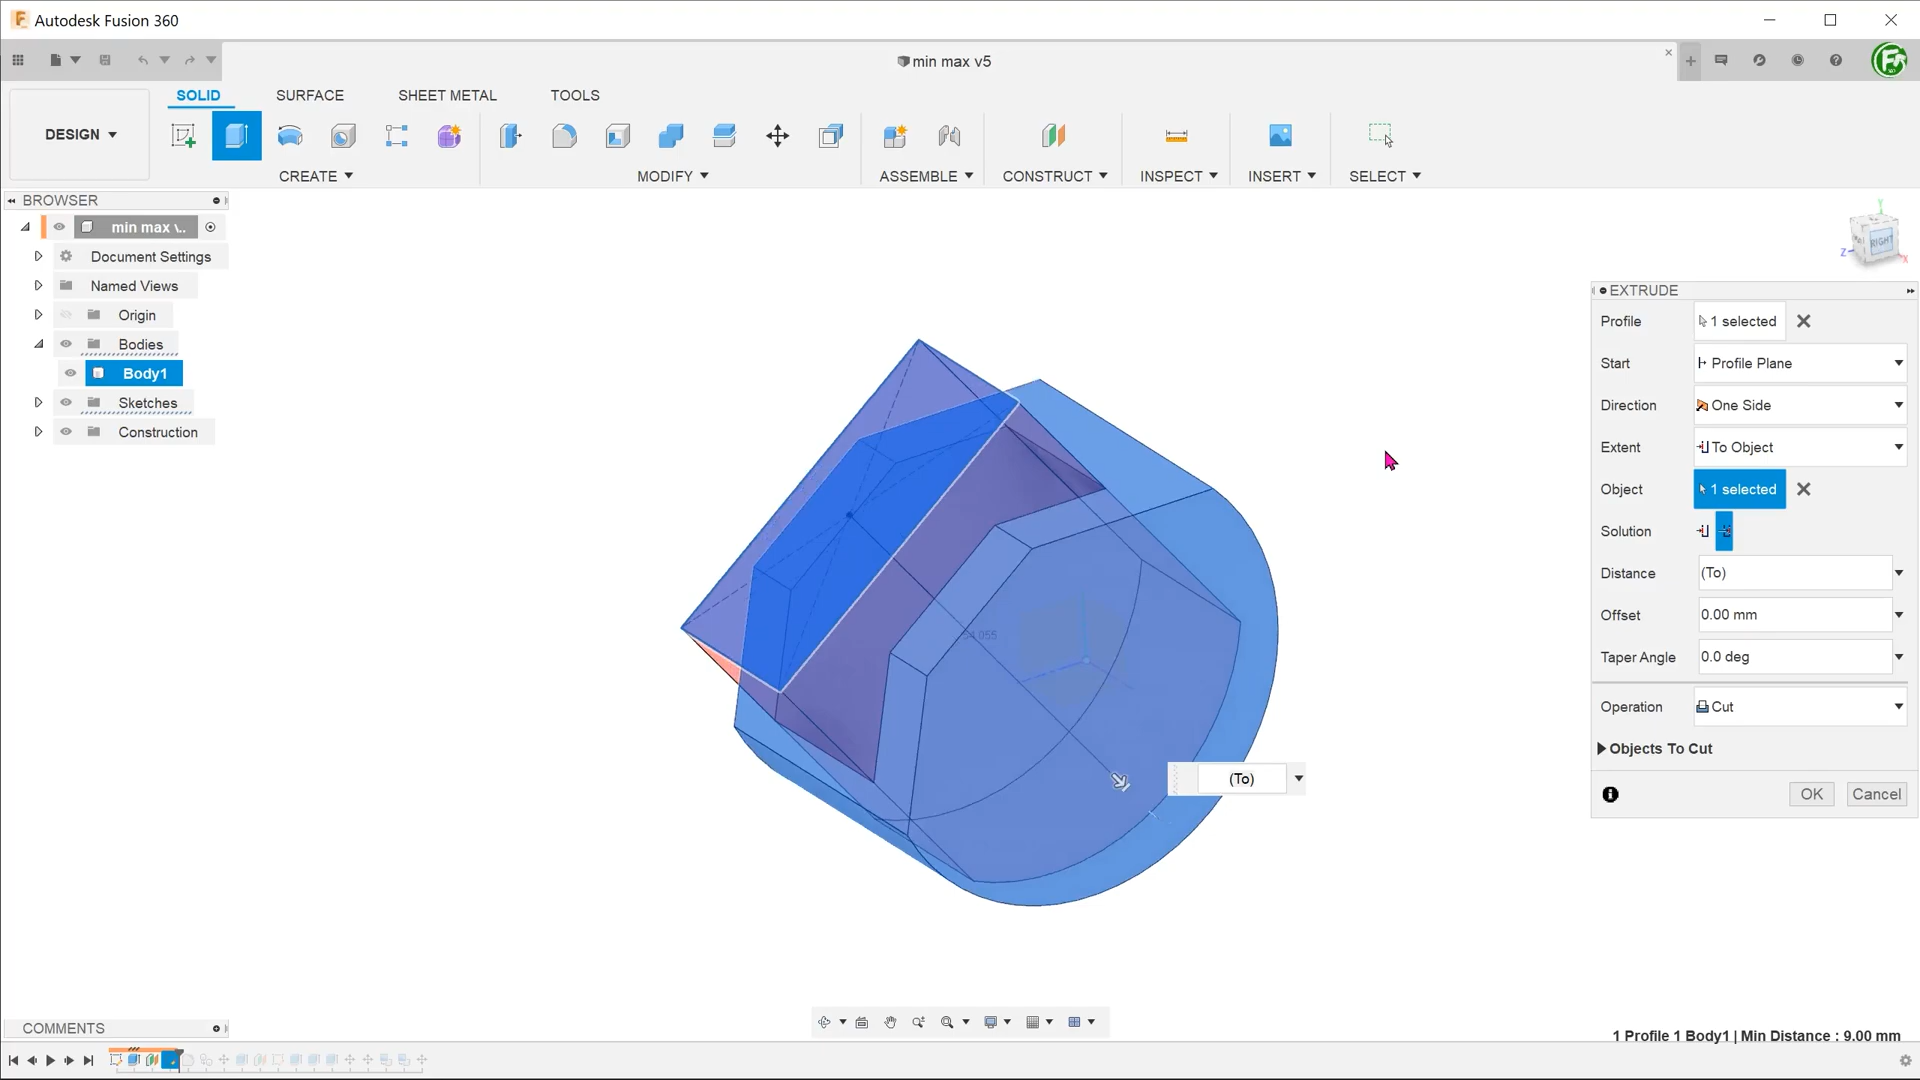 Autodesk Fusion 360
min max v5
DESIGN
SOLID
SURFACE
SHEET METAL
TOOLS
CREATE
MODIFY
ASSEMBLE
CONSTRUCT
INSPECT
INSERT
SELECT
BROWSER
min max \..
Document Settings
Named Views
Origin
Bodies
Body1
Sketches
Construction
RIGHT
Y
Z
X
EXTRUDE
Profile 1 selected
Start Profile Plane
Direction One Side
Extent To Object
Object 1 selected
Solution
Distance (To)
Offset 0.00 mm
Taper Angle 0.0 deg
Operation Cut
Objects To Cut
OK Cancel
54.055
(To)
COMMENTS
1 Profile 1 Body1 | Min Distance : 9.00 mm